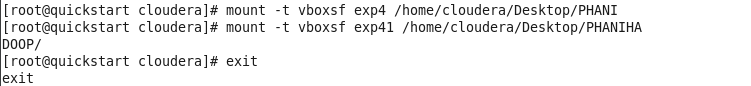 [root@quickstart cloudera]# mount -t vboxsf exp4 /home/cloudera/Desktop/PHANI
[root@quickstart cloudera]# mount -t vboxsf exp41 /home/cloudera/Desktop/PHANIHA
DOOP/
[root@quickstart cloudera]# exit
exit